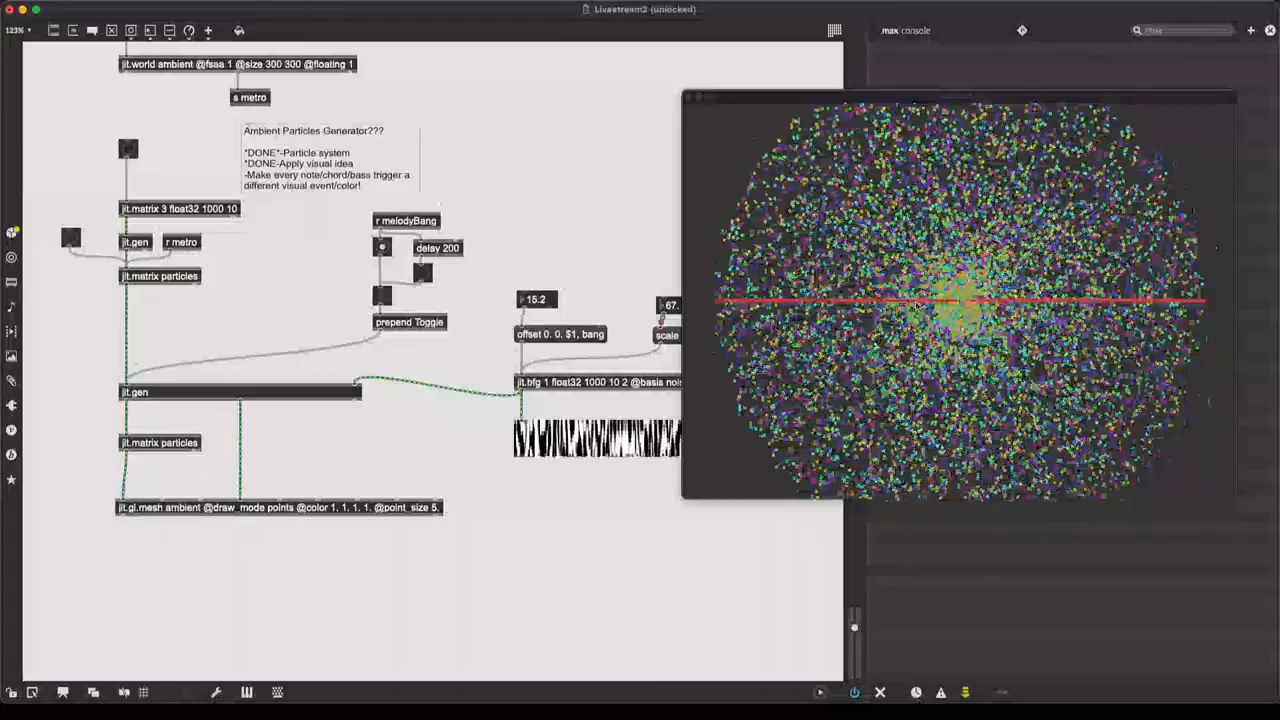 Livestream2 (unlocked)
123%
max console
Filter
jit.world ambient @fsaa 1 @size 300 300 @floating 1
s metro
Ambient Particles Generator???
*DONE*-Particle system
*DONE-Apply visual idea
-Make every note/chord/bass trigger a
different visual event/color!
jit.matrix 3 float32 1000 10
r melodyBang
jit.gen
r metro
delay 200
jit.matrix particles
15.2
67.
prepend Toggle
offset 0. 0. $1, bang
scale
jit.bfg 1 float32 1000 10 2 @basis nois
jit.gen
jit.matrix particles
jit.gl.mesh ambient @draw_mode points @color 1, 1, 1, 1. @point_size 5.